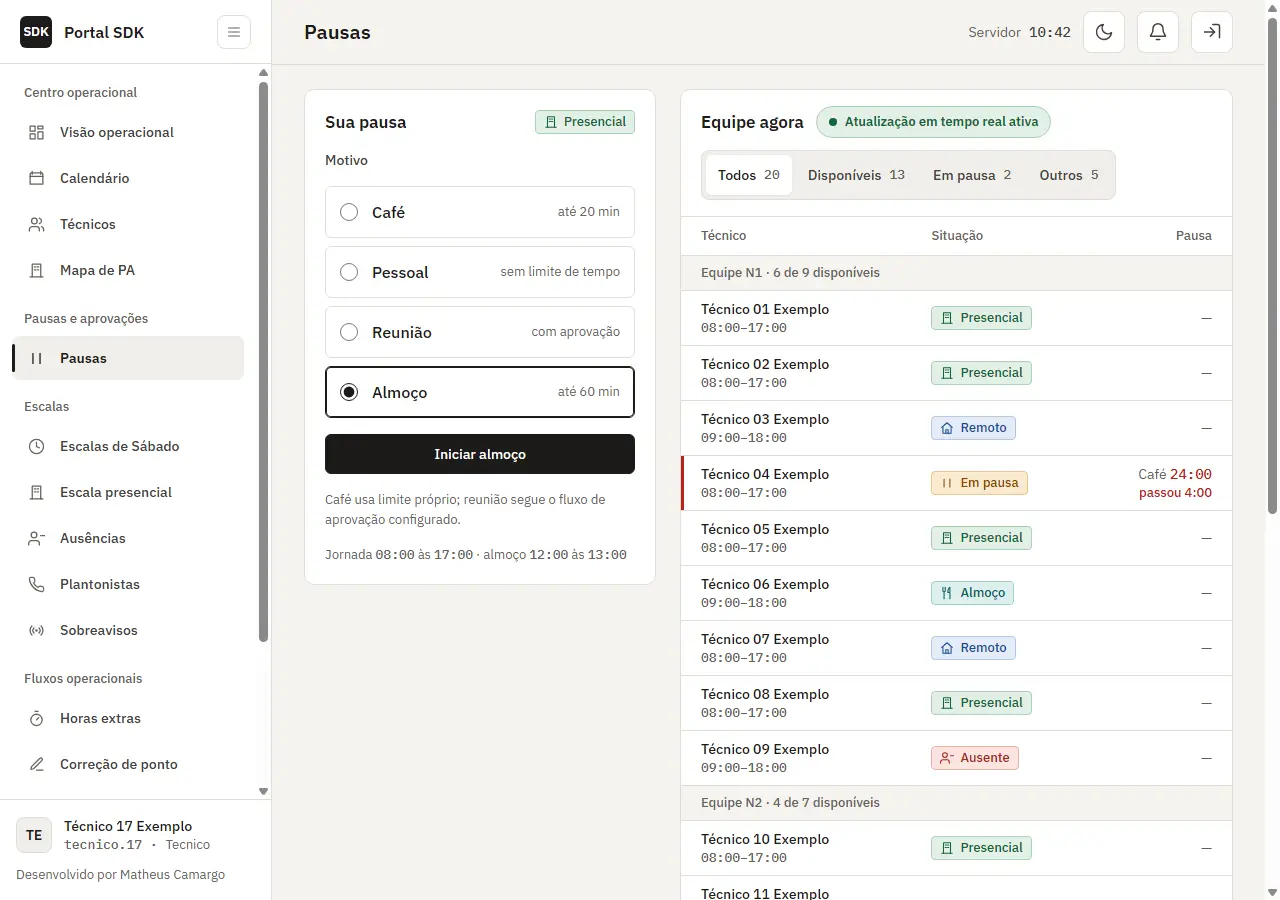 SDK Portal SDK
Centro operacional
Visão operacional
Calendário
Técnicos
Mapa de PA
Pausas e aprovações
Pausas
Escalas
Escalas de Sábado
Escala presencial
Ausências
Plantonistas
Sobreavisos
Fluxos operacionais
Horas extras
Correção de ponto
TE
Técnico 17 Exemplo
tecnico.17 · Tecnico
Desenvolvido por Matheus Camargo
Pausas
Servidor 10:42
Sua pausa
Presencial
Motivo
Café até 20 min
Pessoal sem limite de tempo
Reunião com aprovação
Almoço até 60 min
Iniciar almoço
Café usa limite próprio; reunião segue o fluxo de
aprovação configurado.
Jornada 08:00 às 17:00 · almoço 12:00 às 13:00
Equipe agora
Atualização em tempo real ativa
Todos 20 Disponíveis 13 Em pausa 2 Outros 5
Técnico Situação Pausa
Equipe N1 · 6 de 9 disponíveis
Técnico 01 Exemplo
08:00–17:00
Presencial —
Técnico 02 Exemplo
08:00–17:00
Presencial —
Técnico 03 Exemplo
09:00–18:00
Remoto —
Técnico 04 Exemplo
08:00–17:00
Em pausa
Café 24:00
passou 4:00
Técnico 05 Exemplo
08:00–17:00
Presencial —
Técnico 06 Exemplo
09:00–18:00
Almoço —
Técnico 07 Exemplo
08:00–17:00
Remoto —
Técnico 08 Exemplo
08:00–17:00
Presencial —
Técnico 09 Exemplo
09:00–18:00
Ausente —
Equipe N2 · 4 de 7 disponíveis
Técnico 10 Exemplo
08:00–17:00
Presencial —
Técnico 11 Exemplo